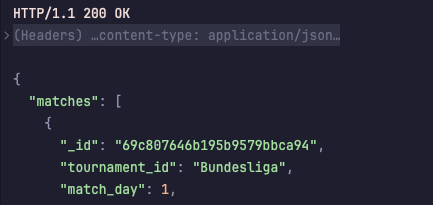 HTTP/1.1 200 OK
(Headers) …content-type: application/json…
{
"matches": [
{
"_id": "69c807646b195b9579bbca94",
"tournament_id": "Bundesliga",
"match_day": 1,